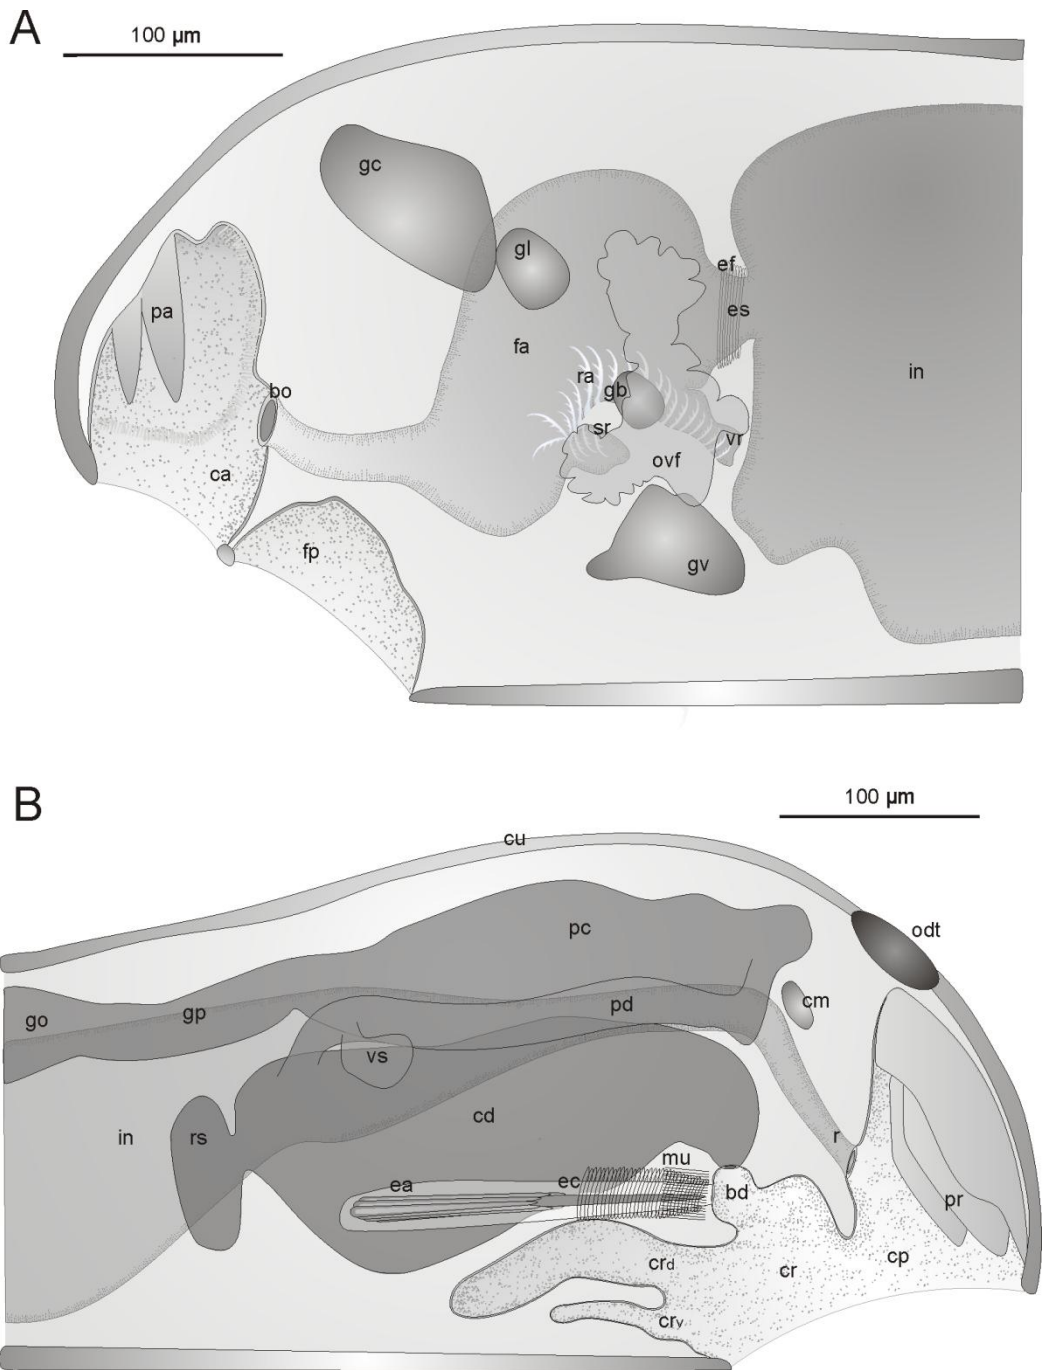 A
100 µm
gc
gl
ef
pa
es
fa
in
ra
bo
gb
sr
vr
ca
ovf
fp
gv
B
100 µm
cu
odt
pc
cm
go
gp
pd
vs
cd
in
rs
r
mu
ea
ec
bd
pr
cp
crd
cr
crv